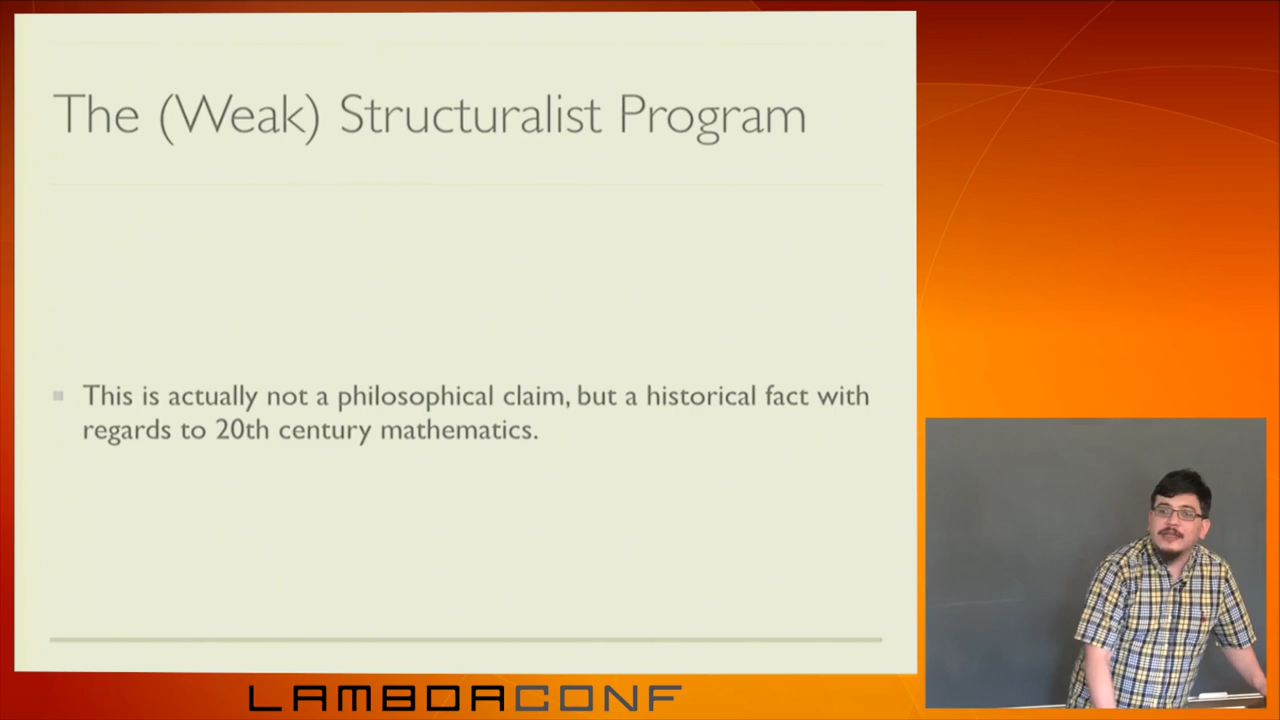 The (Weak) Structuralist Program
This is actually not a philosophical claim, but a historical fact with
regards to 20th century mathematics.
LAMBDACONF